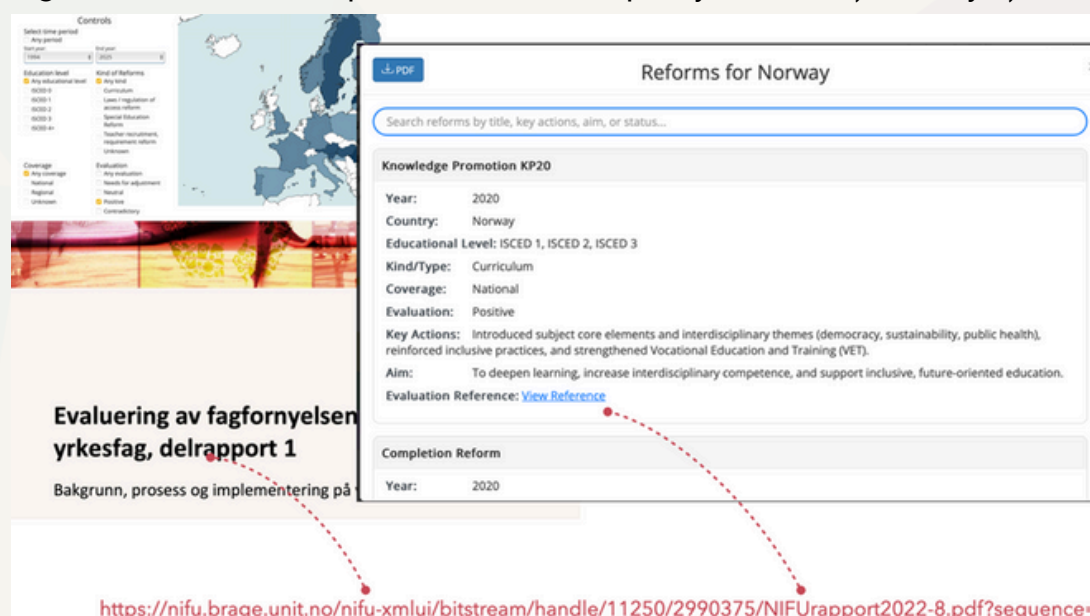 Controls
Select time period
Any period
Start year
End year
1994
2025
Education level
Any educational level
ISCED 0
ISCED 1
ISCED 2
ISCED 3
ISCED 4+
Kind of Reforms
Any kind
Curriculum
Laws / regulation of
access reform
Special Education
Reform
Teacher recruitment,
requirement reform
Unknown
Coverage
Any coverage
National
Regional
Unknown
Evaluation
Any evaluation
Needs for adjustment
Neutral
Positive
Contradictory
PDF
Reforms for Norway
Search reforms by title, key actions, aim, or status...
Knowledge Promotion KP20
Year: 2020
Country: Norway
Educational Level: ISCED 1, ISCED 2, ISCED 3
Kind/Type: Curriculum
Coverage: National
Evaluation: Positive
Key Actions: Introduced subject core elements and interdisciplinary themes (democracy, sustainability, public health),
reinforced inclusive practices, and strengthened Vocational Education and Training (VET).
Aim: To deepen learning, increase interdisciplinary competence, and support inclusive, future-oriented education.
Evaluation Reference: View Reference
Completion Reform
Year: 2020
Evaluering av fagfornyelsen
yrkesfag, delrapport 1
Bakgrunn, prosess og implementering på
https://nifu.brage.unit.no/nifu-xmlui/bitstream/handle/11250/2990375/NIFUrapport2022-8.pdf?sequence=